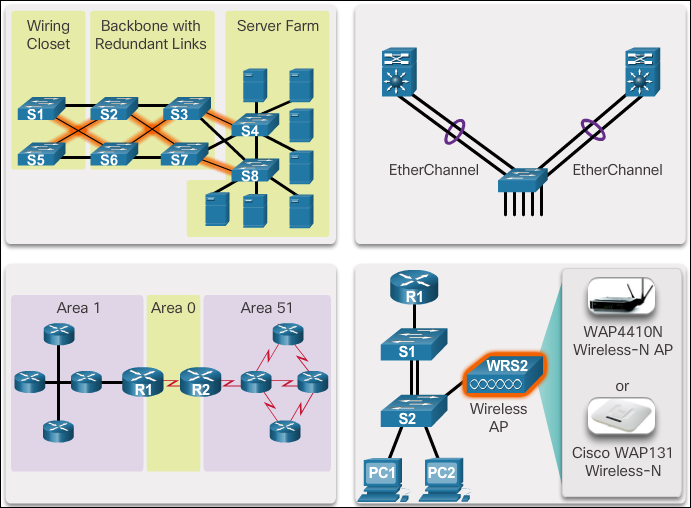 Wiring
Closet
Backbone with
Redundant Links
Server Farm
S1
S2
S3
S4
S5
S6
S7
S8
EtherChannel
EtherChannel
Area 1
Area 0
Area 51
R1
R2
R1
S1
S2
WRS2
Wireless
AP
PC1
PC2
WAP4410N
Wireless-N AP
or
Cisco WAP131
Wireless-N